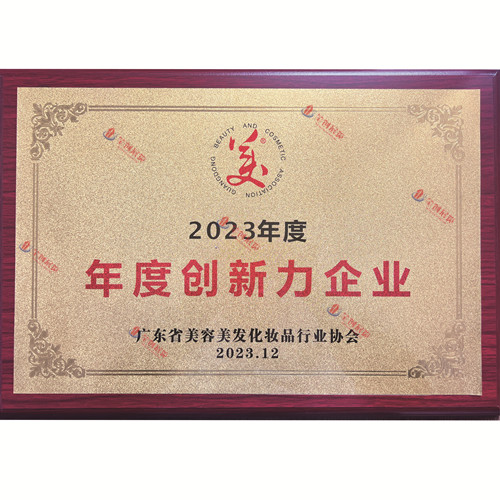 GUANGDONG BEAUTY AND COSMETIC ASSOCIATION
美
®
2023年度
年度创新力企业
广东省美容美发化妆品行业协会
2023.12